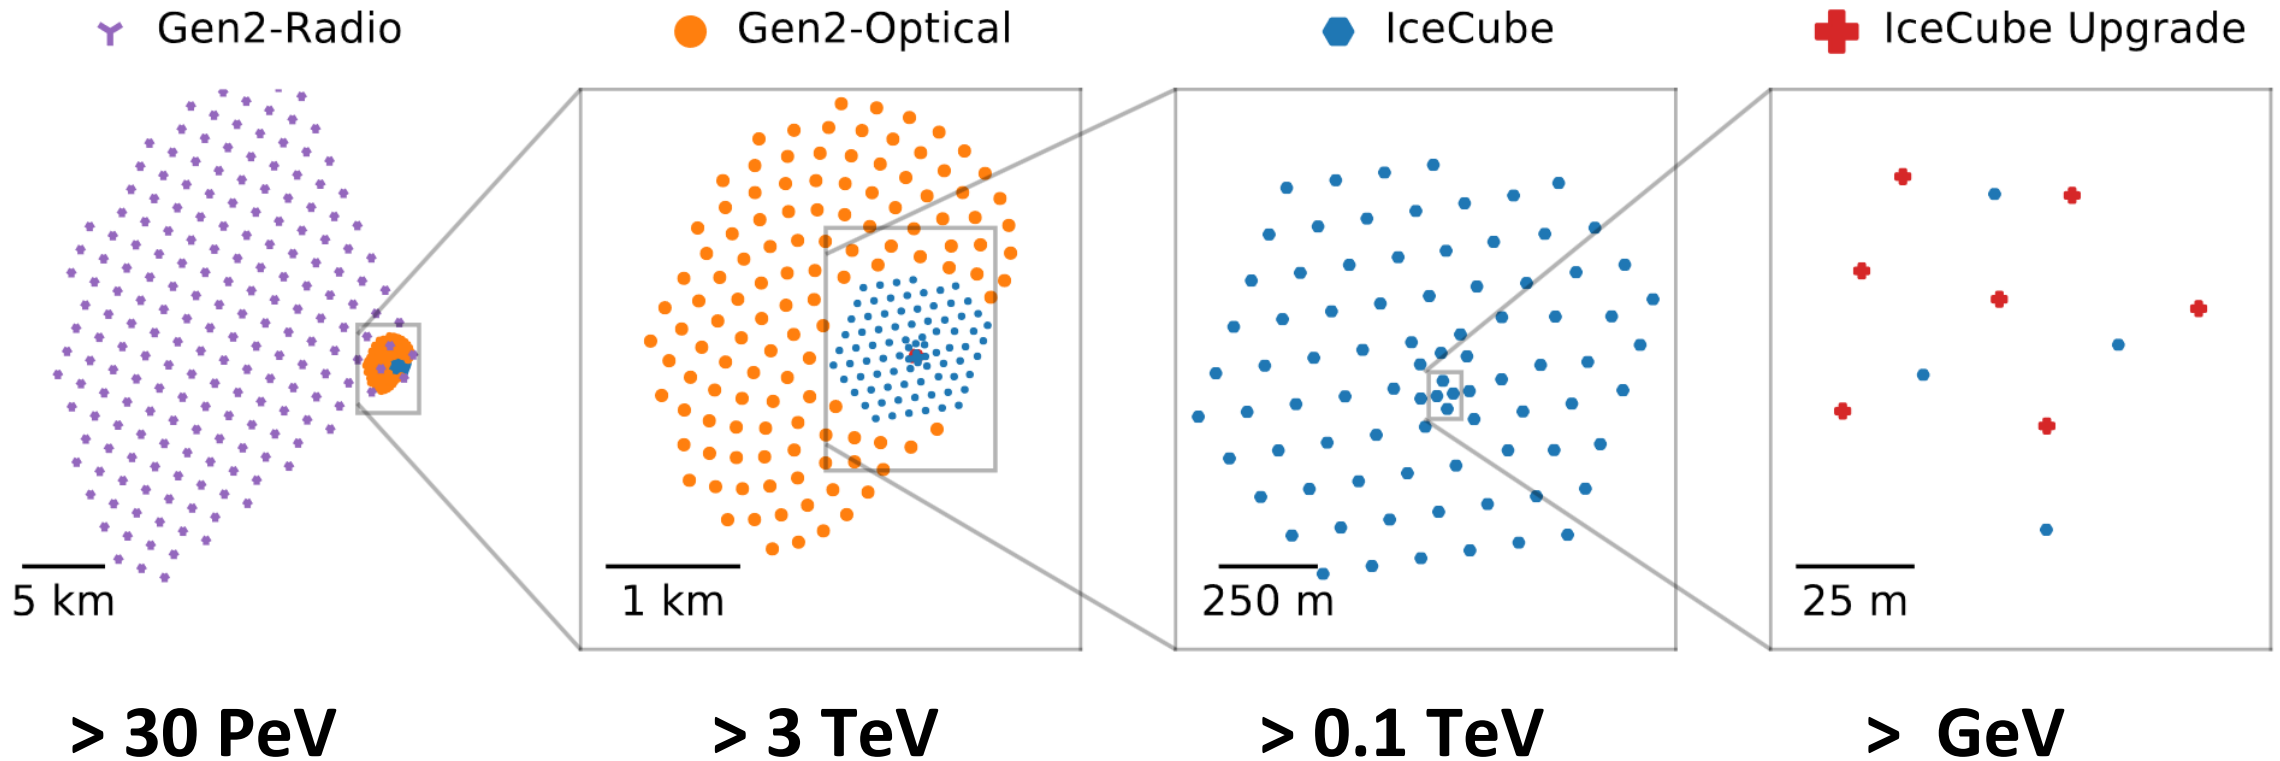 Gen2-Radio
Gen2-Optical
IceCube
IceCube Upgrade
5 km
1 km
250 m
25 m
> 30 PeV
> 3 TeV
> 0.1 TeV
> GeV